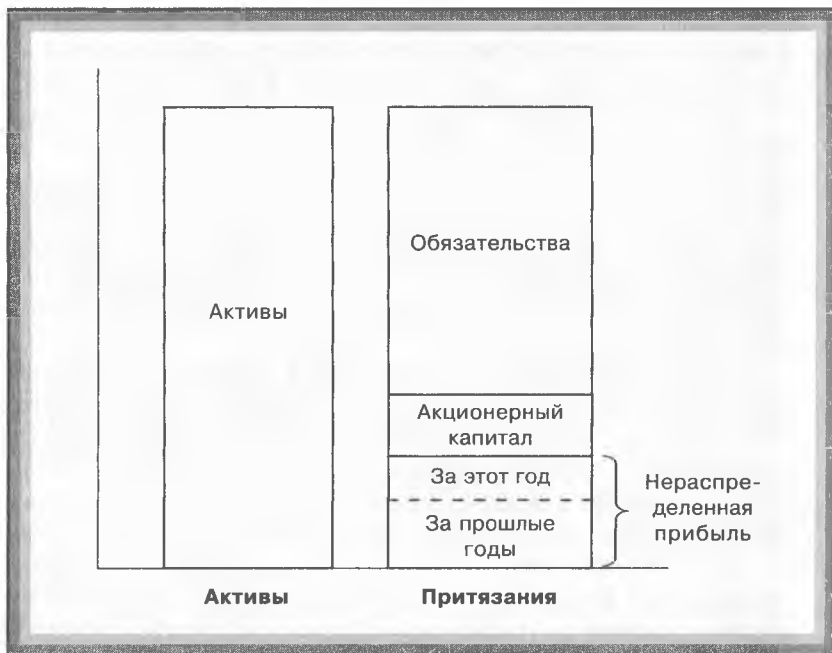 Активы
Обязательства
Акционерный
капитал
За этот год
За прошлые
годы
Нераспре-
деленная
прибыль
Активы
Притязания